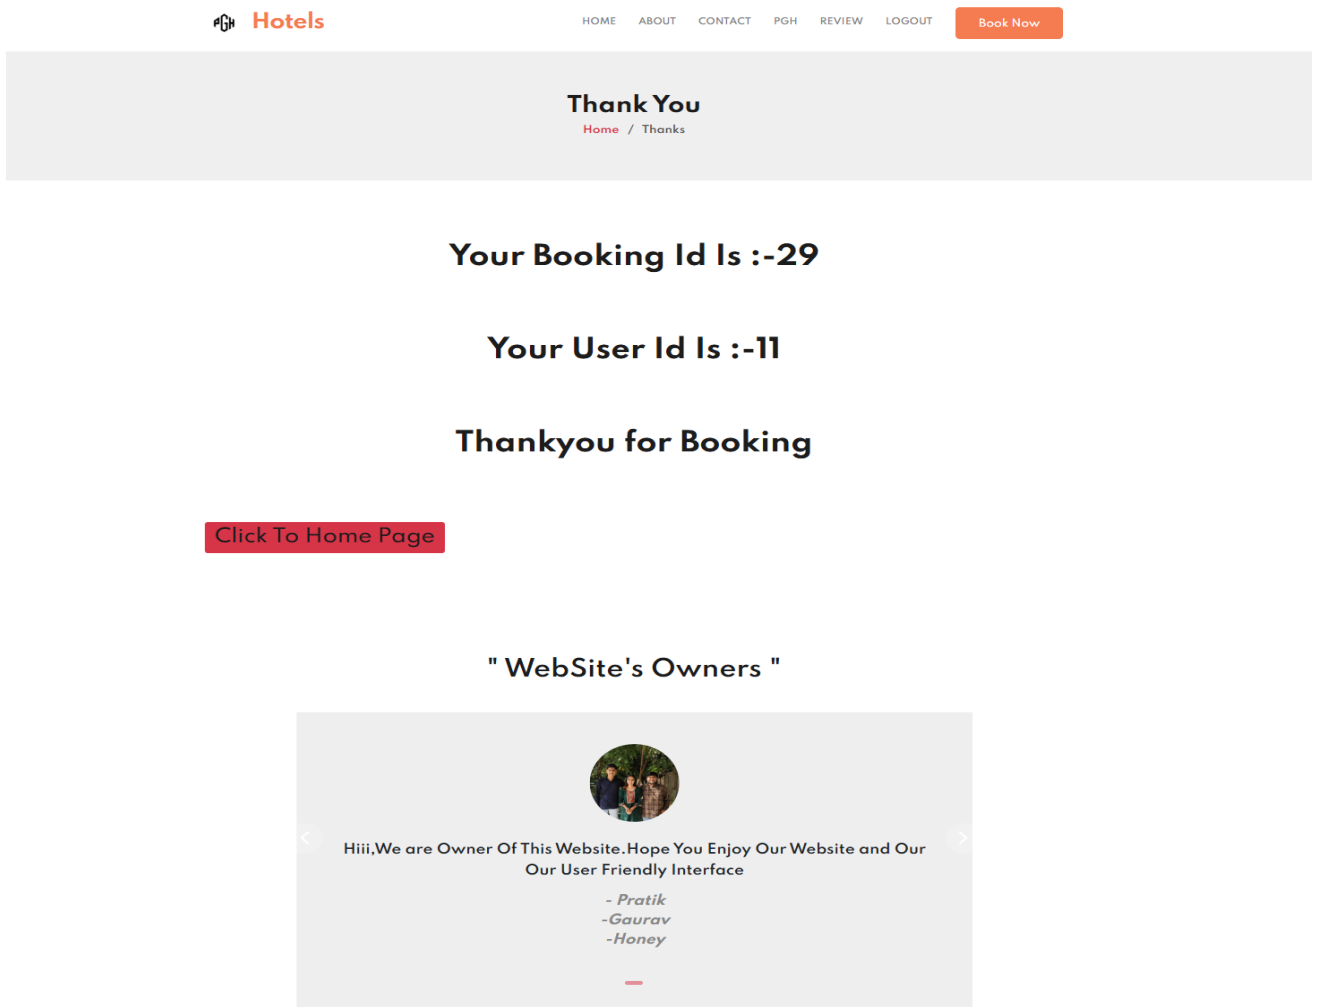 PGH Hotels HOME ABOUT CONTACT PGH REVIEW LOGOUT Book Now
Thank You
Home / Thanks
Your Booking Id Is :-29
Your User Id Is :-11
Thankyou for Booking
Click To Home Page
" WebSite's Owners "
Hiii,We are Owner Of This Website.Hope You Enjoy Our Website and Our
Our User Friendly Interface
- Pratik
-Gaurav
-Honey